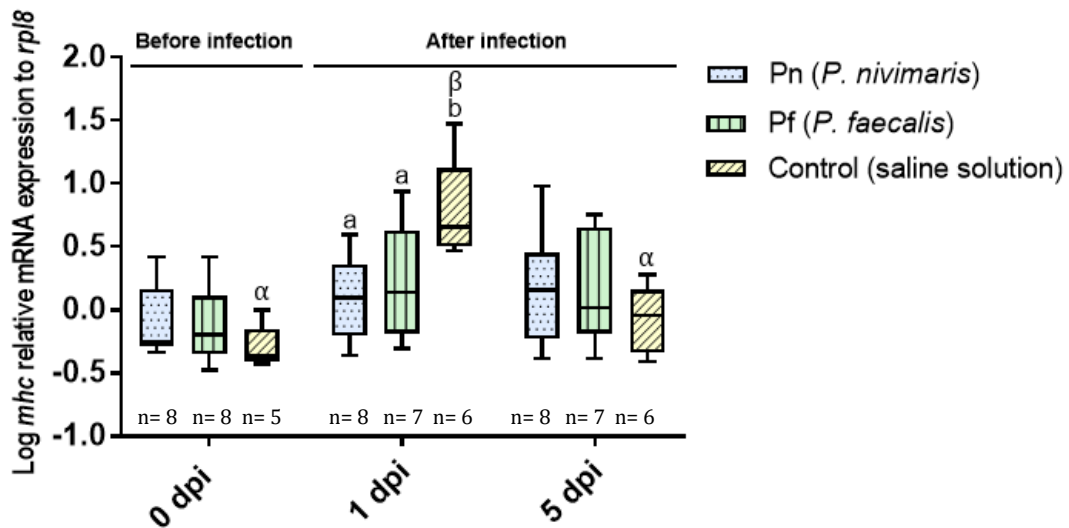 Before infection
After infection
Log mhc relative mRNA expression to rpl8
2.0
1.5
1.0
0.5
0.0
-0.5
-1.0
α
a
a
β
b
α
n= 8 n= 8 n= 5 n= 8 n= 7 n= 6 n= 8 n= 7 n= 6
0 dpi
1 dpi
5 dpi
Pn (P. nivimaris)
Pf (P. faecalis)
Control (saline solution)